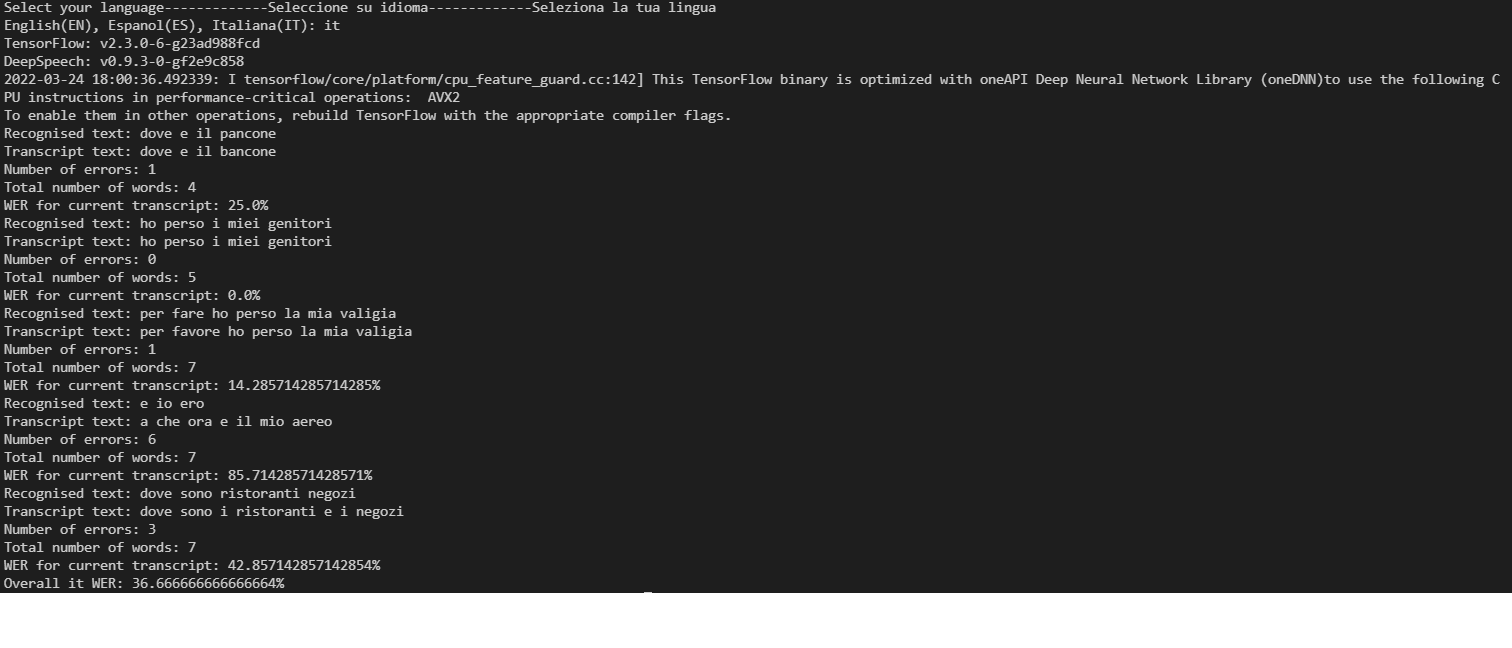 Select your language-------------Seleccione su idioma-------------Seleziona la tua lingua
English(EN), Espanol(ES), Italiana(IT): it
TensorFlow: v2.3.0-6-g23ad988fcd
DeepSpeech: v0.9.3-0-gf2e9c858
2022-03-24 18:00:36.492339: I tensorflow/core/platform/cpu_feature_guard.cc:142] This TensorFlow binary is optimized with oneAPI Deep Neural Network Library (oneDNN)to use the following C
PU instructions in performance-critical operations:  AVX2
To enable them in other operations, rebuild TensorFlow with the appropriate compiler flags.
Recognised text: dove e il pancone
Transcript text: dove e il bancone
Number of errors: 1
Total number of words: 4
WER for current transcript: 25.0%
Recognised text: ho perso i miei genitori
Transcript text: ho perso i miei genitori
Number of errors: 0
Total number of words: 5
WER for current transcript: 0.0%
Recognised text: per fare ho perso la mia valigia
Transcript text: per favore ho perso la mia valigia
Number of errors: 1
Total number of words: 7
WER for current transcript: 14.285714285714285%
Recognised text: e io ero
Transcript text: a che ora e il mio aereo
Number of errors: 6
Total number of words: 7
WER for current transcript: 85.71428571428571%
Recognised text: dove sono ristoranti negozi
Transcript text: dove sono i ristoranti e i negozi
Number of errors: 3
Total number of words: 7
WER for current transcript: 42.857142857142854%
Overall it WER: 36.666666666666664%